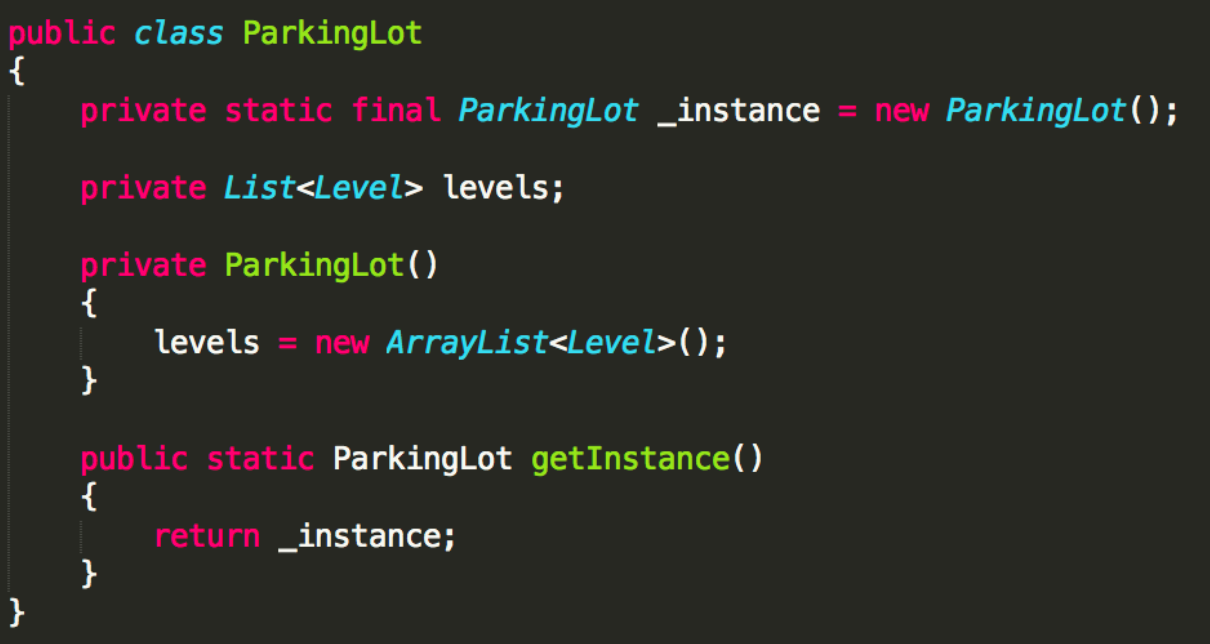 public class ParkingLot
{
    private static final ParkingLot _instance = new ParkingLot();
    private List<Level> levels;
    private ParkingLot()
    {
        levels = new ArrayList<Level>();
    }
    public static ParkingLot getInstance()
    {
        return _instance;
    }
}